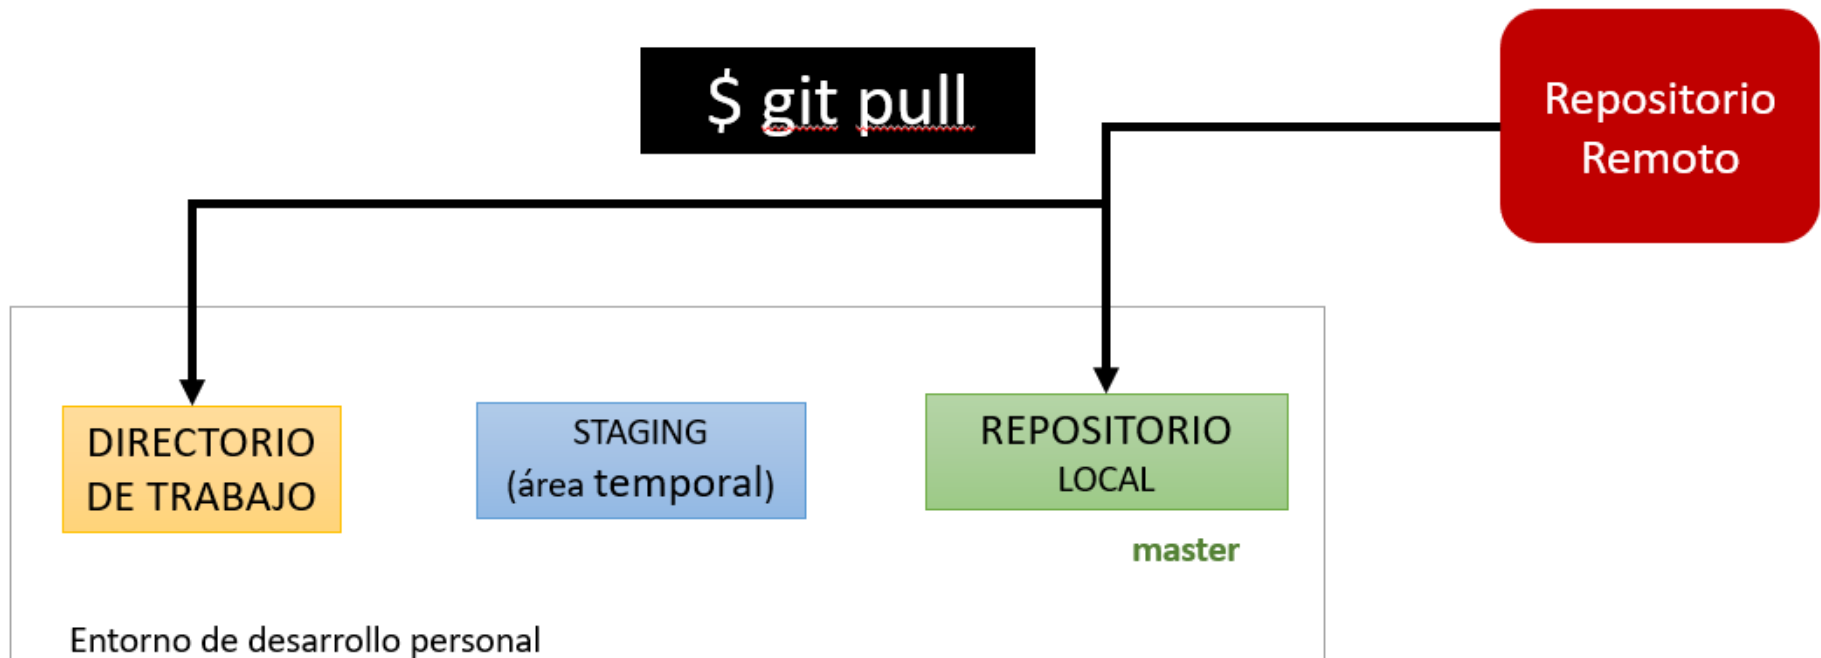 $ git pull
Repositorio
Remoto
DIRECTORIO
DE TRABAJO
STAGING
(área temporal)
REPOSITORIO
LOCAL
master
Entorno de desarrollo personal